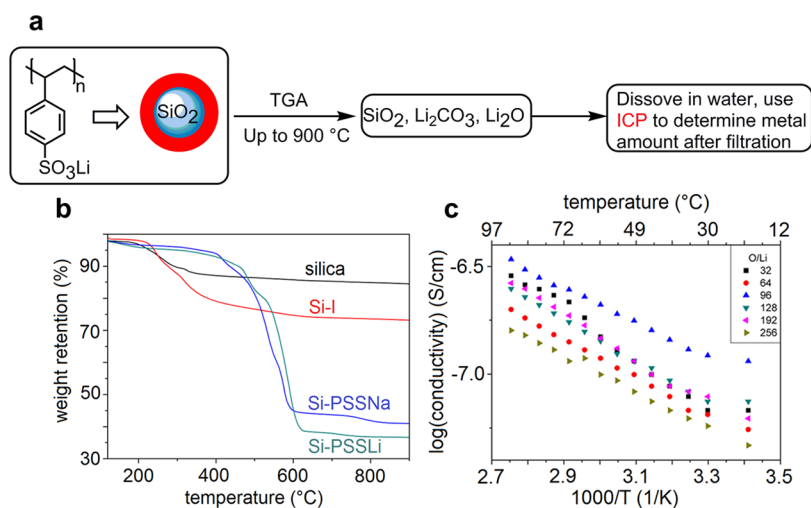 a
n
SO3Li
SiO2
TGA
Up to 900 °C
SiO2, Li2CO3, Li2O
Dissove in water, use
ICP to determine metal
amount after filtration
b
weight retention (%)
90
70
50
30
silica
Si-I
Si-PSSNa
Si-PSSLi
200 400 600 800
temperature (°C)
c
temperature (°C)
97 72 49 30 12
log(conductivity) (S/cm)
-6.5
-7.0
O/Li
32
64
96
128
192
256
2.7 2.9 3.1 3.3 3.5
1000/T (1/K)